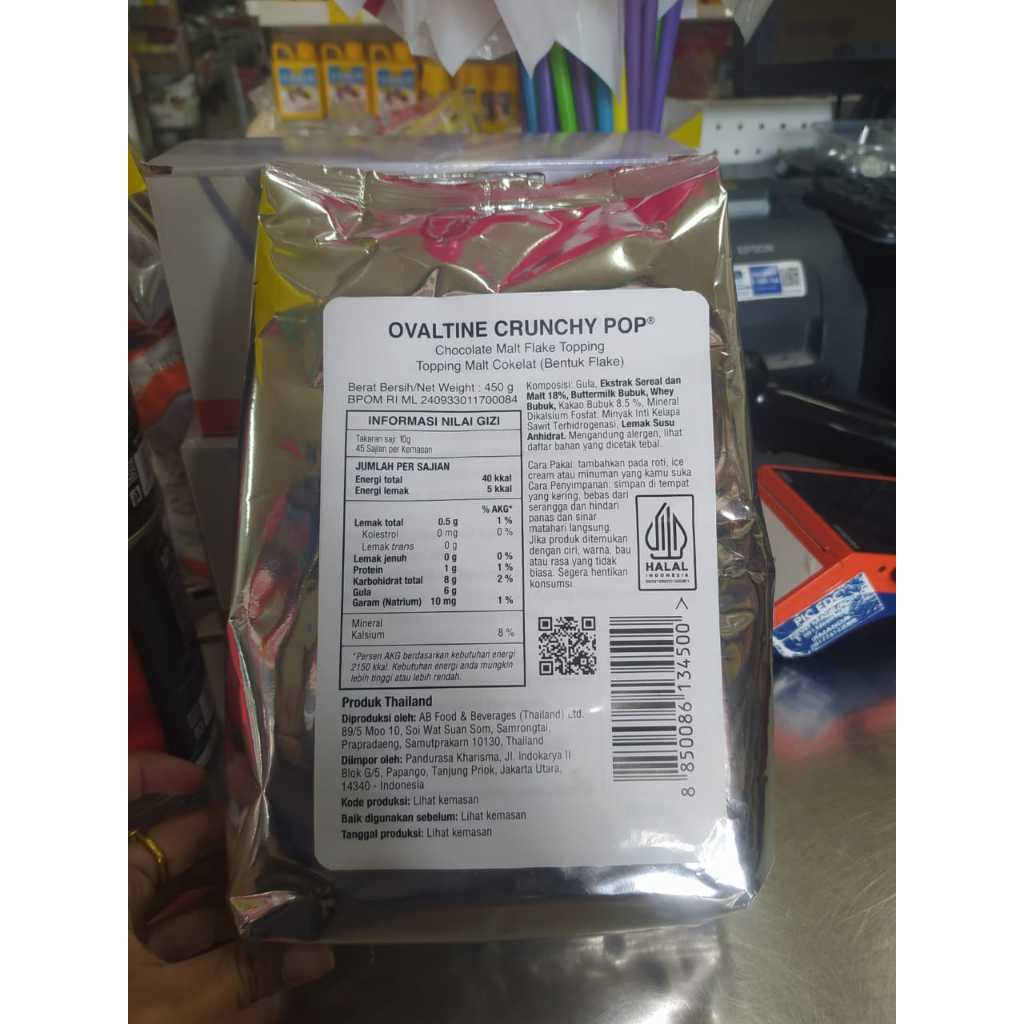 EPSON
OVALTINE CRUNCHY POP®
Chocolate Malt Flake Topping
Topping Malt Cokelat (Bentuk Flake)
Berat Bersih/Net Weight : 450 g
BPOM RI ML 240933011700084
INFORMASI NILAI GIZI
Takaran saji: 10g
45 Sajian per Kemasan
JUMLAH PER SAJIAN
Energi total 40 kkal
Energi lemak 5 kkal
% AKG*
Lemak total 0.5 g 1 %
Kolestrol 0 mg 0 %
Lemak trans 0 g
Lemak jenuh 0 g 0 %
Protein 1 g 1 %
Karbohidrat total 8 g 2 %
Gula 6 g
Garam (Natrium) 10 mg 1 %
Mineral
Kalsium 8 %
*Persen AKG berdasarkan kebutuhan energi
2150 kkal. Kebutuhan energi anda mungkin
lebih tinggi atau lebih rendah.
Komposisi: Gula, Ekstrak Sereal dan
Malt 18%, Buttermilk Bubuk, Whey
Bubuk, Kakao Bubuk 8.5 %, Mineral
Dikalsium Fosfat, Minyak Inti Kelapa
Sawit Terhidrogenasi, Lemak Susu
Anhidrat. Mengandung alergen, lihat
daftar bahan yang dicetak tebal.
Cara Pakai: tambahkan pada roti, ice
cream atau minuman yang kamu suka
Cara Penyimpanan: simpan di tempat
yang kering, bebas dari
serangga dan hindari
panas dan sinar
matahari langsung.
Jika produk ditemukan
dengan ciri, warna, bau
atau rasa yang tidak
biasa. Segera hentikan
konsumsi.
HALAL
INDONESIA
8 850086 134500 >
Produk Thailand
Diproduksi oleh: AB Food & Beverages (Thailand) Ltd.
89/5 Moo 10, Soi Wat Suan Som, Samrongtai,
Prapradaeng, Samutprakarn 10130, Thailand
Diimpor oleh: Pandurasa Kharisma, Jl. Indokarya II
Blok G/5, Papango, Tanjung Priok, Jakarta Utara,
14340 - Indonesia
Kode produksi: Lihat kemasan
Baik digunakan sebelum: Lihat kemasan
Tanggal produksi: Lihat kemasan
PIC EDC